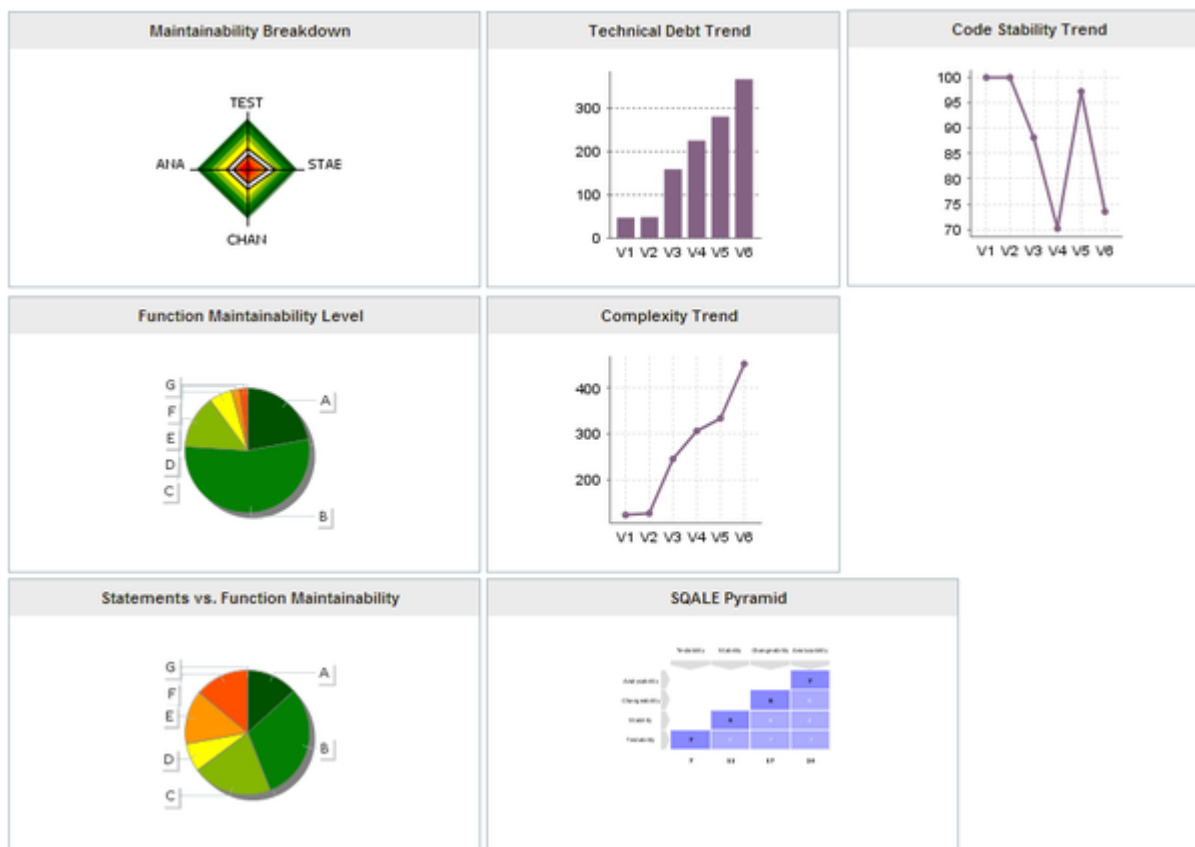 Maintainability Breakdown
TEST
ANA
STAE
CHAN
Technical Debt Trend
300
200
100
0
V1 V2 V3 V4 V5 V6
Code Stability Trend
100
95
90
85
80
75
70
V1 V2 V3 V4 V5 V6
Function Maintainability Level
G
A
F
E
D
C
B
Complexity Trend
400
300
200
V1 V2 V3 V4 V5 V6
Statements vs. Function Maintainability
G
A
F
E
B
D
C
SQALE Pyramid